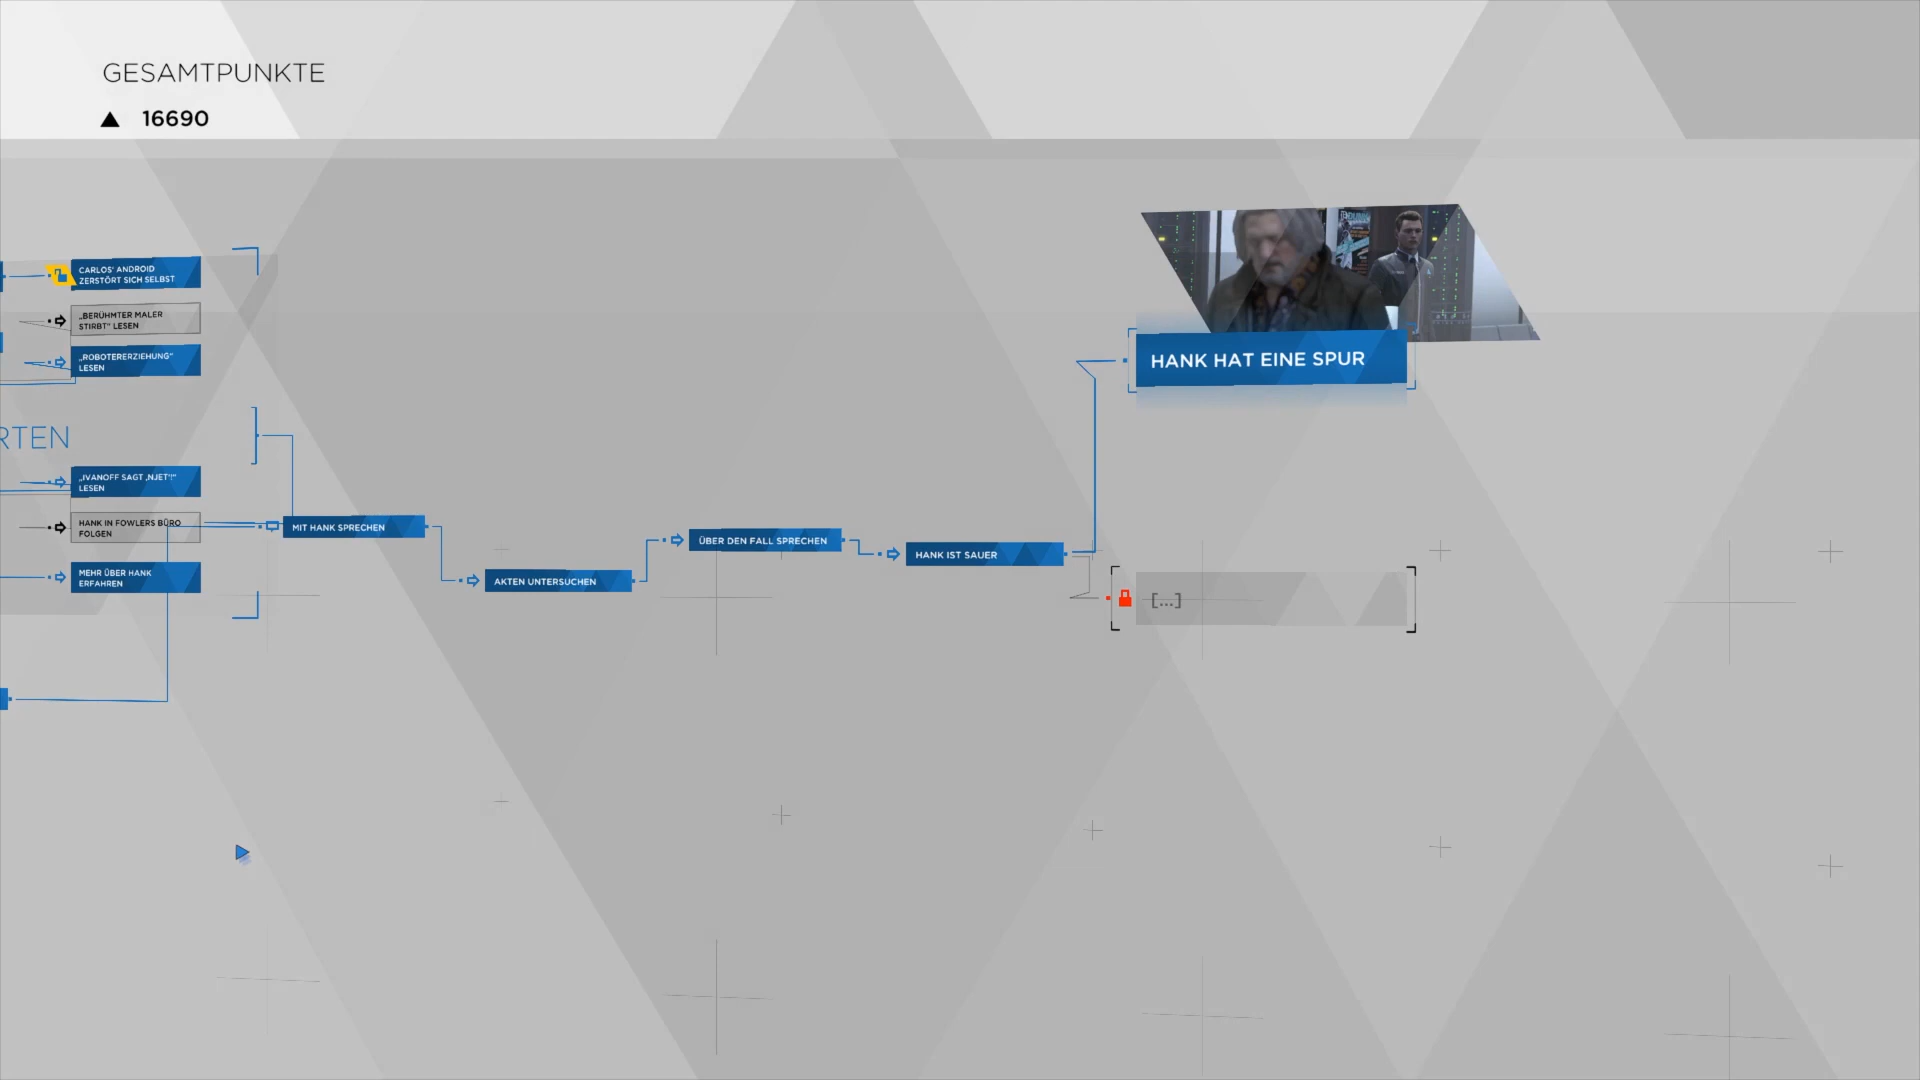 GESAMTPUNKTE
16690
CARLOS' ANDROID
ZERSTÖRT SICH SELBST
„BERÜHMTER MALER
STIRBT" LESEN
„ROBOTERERZIEHUNG"
LESEN
HANK HAT EINE SPUR
RTEN
„IVANOFF SAGT ‚NJET'!"
LESEN
HANK IN FOWLERS BÜRO
FOLGEN
MIT HANK SPRECHEN
ÜBER DEN FALL SPRECHEN
HANK IST SAUER
MEHR ÜBER HANK
ERFAHREN
AKTEN UNTERSUCHEN
[...]